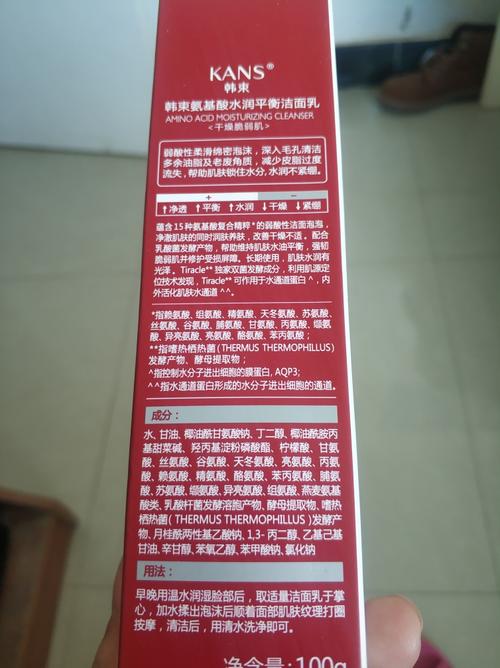 KANS®
韩束
韩束氨基酸水润平衡洁面乳
AMINO ACID MOISTURIZING CLEANSER
<干燥脆弱肌>
弱酸性柔滑绵密泡沫，深入毛孔清洁
多余油脂及老废角质，减少皮脂过度
流失，帮助肌肤锁住水分，水润不紧绷。
+ −
↑净透 ↑平衡 ↑水润 ↓干燥 ↓紧绷
蕴含15种氨基酸复合精粹*的弱酸性洁面泡泡，
净澈肌肤的同时润肤养肤，改善干燥不适。配合
乳酸菌发酵产物，帮助维持肌肤水油平衡，强韧
脆弱肌并修护受损屏障。长期使用，肌肤水润有
光泽。Tiracle**独家双菌发酵成分，利用肌源定
位技术发现，Tiracle**可作用于水通道蛋白^，内
外活化肌肤水通道^^。
*指赖氨酸、组氨酸、精氨酸、天冬氨酸、苏氨酸、
丝氨酸、谷氨酸、脯氨酸、甘氨酸、丙氨酸、缬氨
酸、异亮氨酸、亮氨酸、酪氨酸、苯丙氨酸；
**指嗜热栖热菌(THERMUS THERMOPHILLUS)
发酵产物、酵母提取物；
^指控制水分子进出细胞的膜蛋白, AQP3;
^^指水通道蛋白形成的水分子进出细胞的通道。
成分：
水、甘油、椰油酰甘氨酸钠、丁二醇、椰油酰胺丙
基甜菜碱、羟丙基淀粉磷酸酯、柠檬酸、甘氨
酸、丝氨酸、谷氨酸、天冬氨酸、亮氨酸、丙氨
酸、赖氨酸、精氨酸、酪氨酸、苯丙氨酸、脯氨
酸、苏氨酸、缬氨酸、异亮氨酸、组氨酸、燕麦氨基
酸类、乳酸杆菌发酵溶胞产物、酵母提取物、嗜热
栖热菌(THERMUS THERMOPHILLUS)发酵产
物、月桂酰两性基乙酸钠、1,3-丙二醇、乙基己基
甘油、辛甘醇、苯氧乙醇、苯甲酸钠、氯化钠
用法：
早晚用温水润湿脸部后，取适量洁面乳于掌
心，加水揉出泡沫后顺着面部肌肤纹理打圈
按摩，清洁后，用清水洗净即可。
净含量:100g